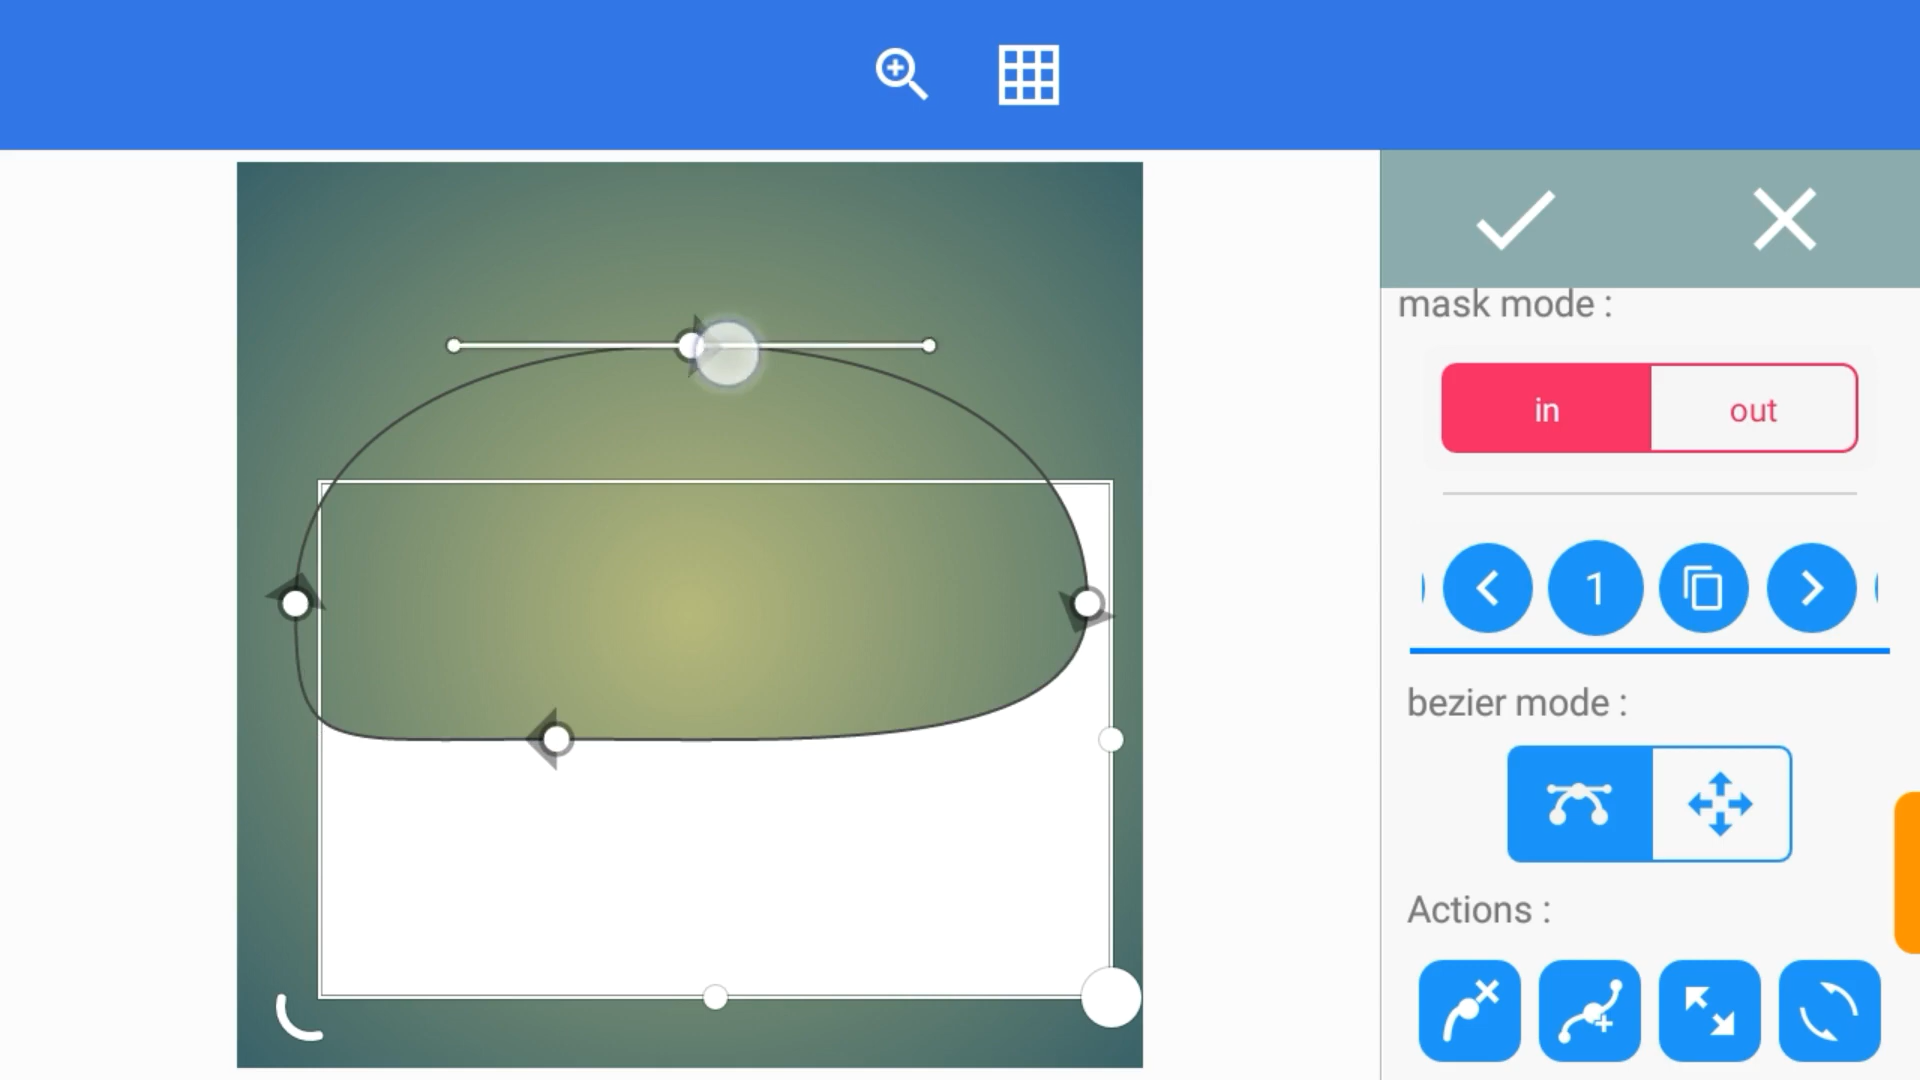 mask mode :
in out
1
bezier mode :
Actions :